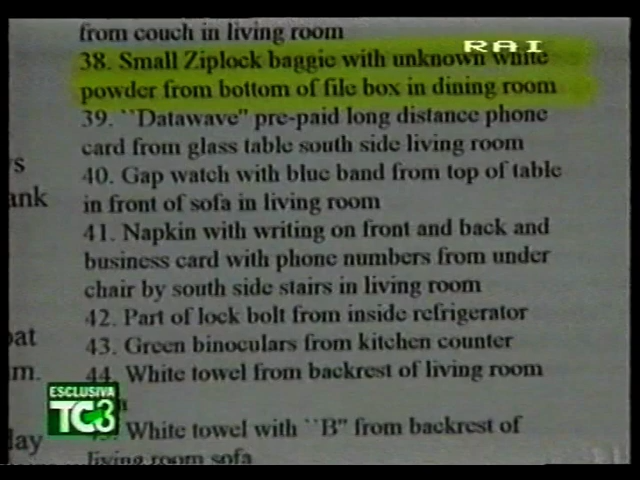 from couch in living room
38. Small Ziplock baggie with unknown white
RAI
powder from bottom of file box in dining room
39. ``Datawave" pre-paid long distance phone
card from glass table south side living room
40. Gap watch with blue band from top of table
in front of sofa in living room
41. Napkin with writing on front and back and
business card with phone numbers from under
chair by south side stairs in living room
42. Part of lock bolt from inside refrigerator
43. Green binoculars from kitchen counter
44. White towel from backrest of living room
ESCLUSIVA
TG3
White towel with ``B" from backrest of
living room sofa